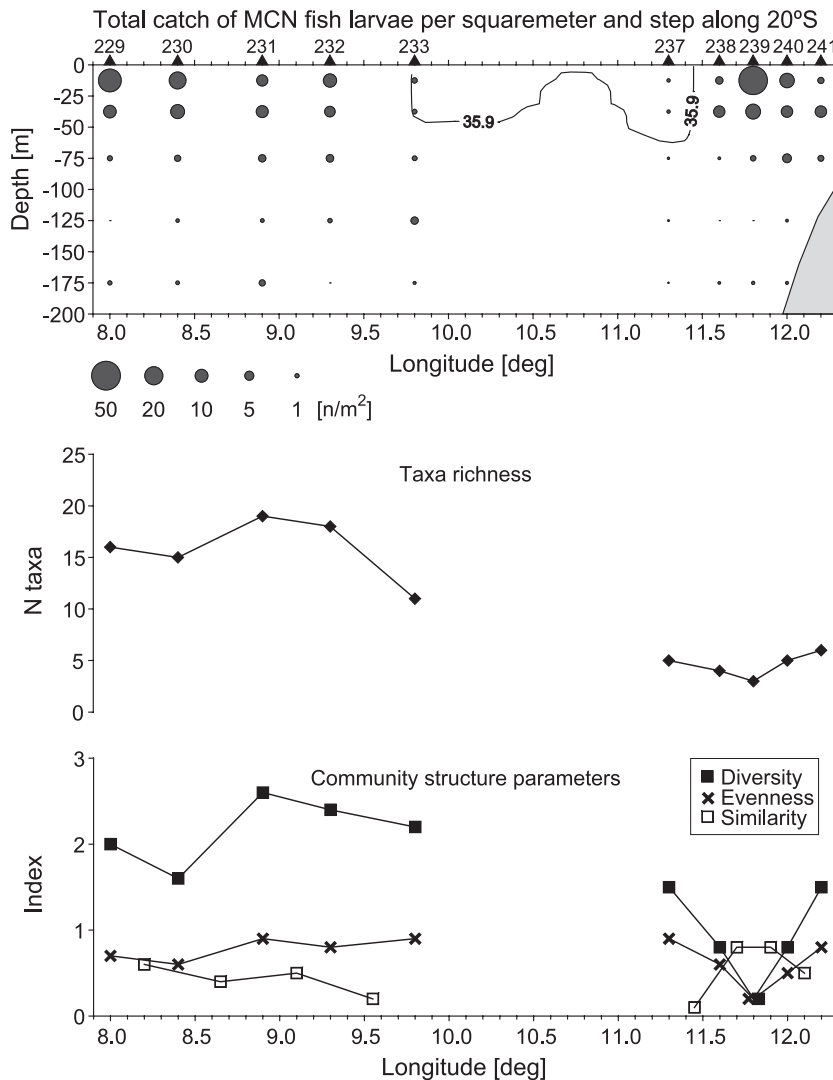 Total catch of MCN fish larvae per squaremeter and step along 20ºS
229 230 231 232 233 237 238 239 240 241
0
-25
-50
-75
-100
-125
-150
-175
-200
Depth [m]
35.9
35.9
8.0 8.5 9.0 9.5 10.0 10.5 11.0 11.5 12.0
Longitude [deg]
50 20 10 5 1 [n/m²]
25
20
15
10
5
0
N taxa
Taxa richness
3
2
1
0
Index
Community structure parameters
Diversity
Evenness
Similarity
8.0 8.5 9.0 9.5 10.0 10.5 11.0 11.5 12.0
Longitude [deg]